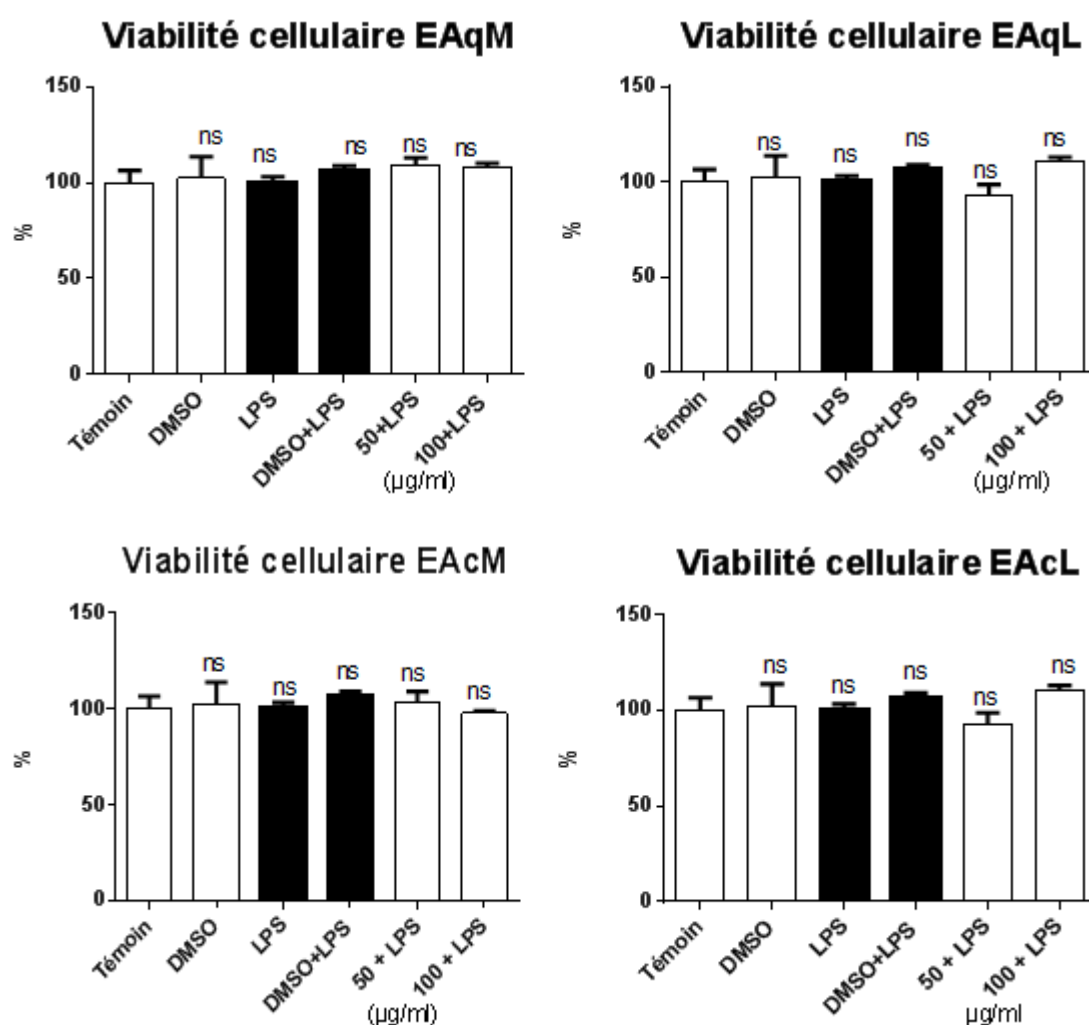 Viabilité cellulaire EAqM
150
100
50
0
%
ns
ns
ns
ns
ns
Témoin
DMSO
LPS
DMSO+LPS
50+LPS
100+LPS
(µg/ml)
Viabilité cellulaire EAqL
150
100
50
0
%
ns
ns
ns
ns
ns
Témoin
DMSO
LPS
DMSO+LPS
50 + LPS
100 + LPS
(µg/ml)
Viabilité cellulaire EAcM
150
100
50
0
%
ns
ns
ns
ns
ns
Témoin
DMSO
LPS
DMSO+LPS
50 + LPS
100 + LPS
(µg/ml)
Viabilité cellulaire EAcL
150
100
50
0
%
ns
ns
ns
ns
ns
Témoin
DMSO
LPS
DMSO+LPS
50 + LPS
100 + LPS
µg/ml